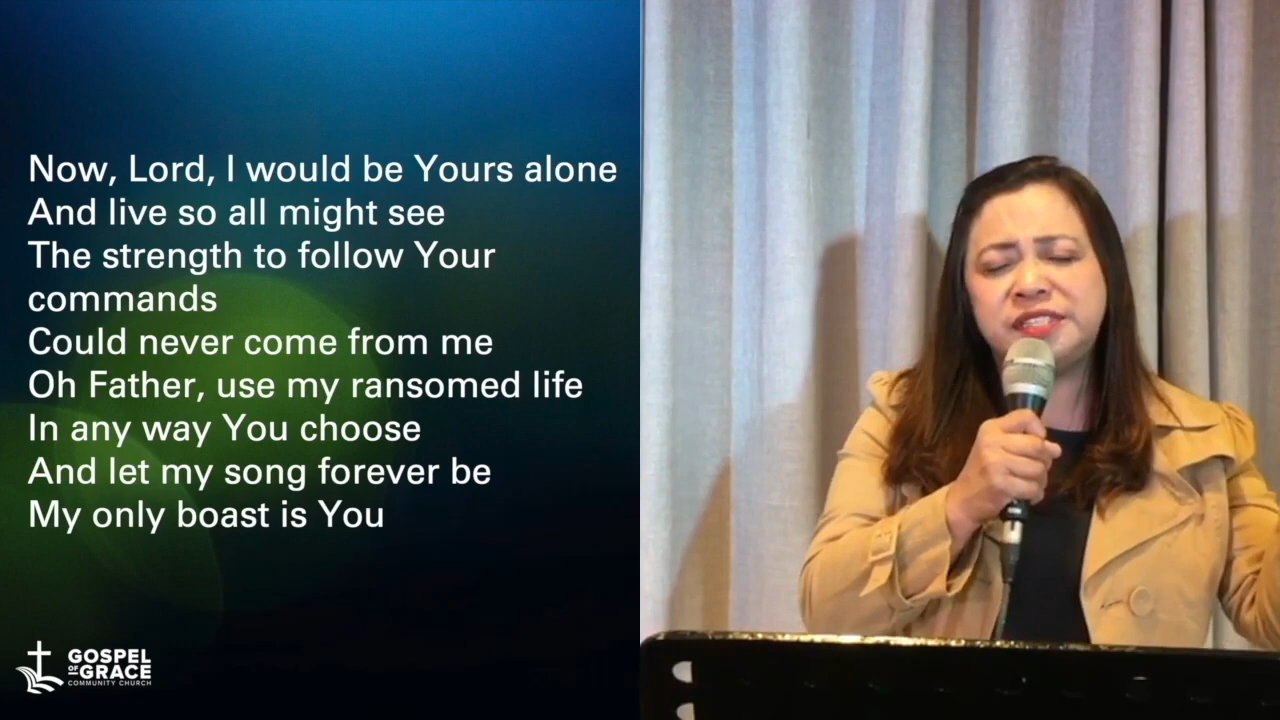 Now, Lord, I would be Yours alone
And live so all might see
The strength to follow Your
commands
Could never come from me
Oh Father, use my ransomed life
In any way You choose
And let my song forever be
My only boast is You
GOSPEL
OF GRACE
COMMUNITY CHURCH